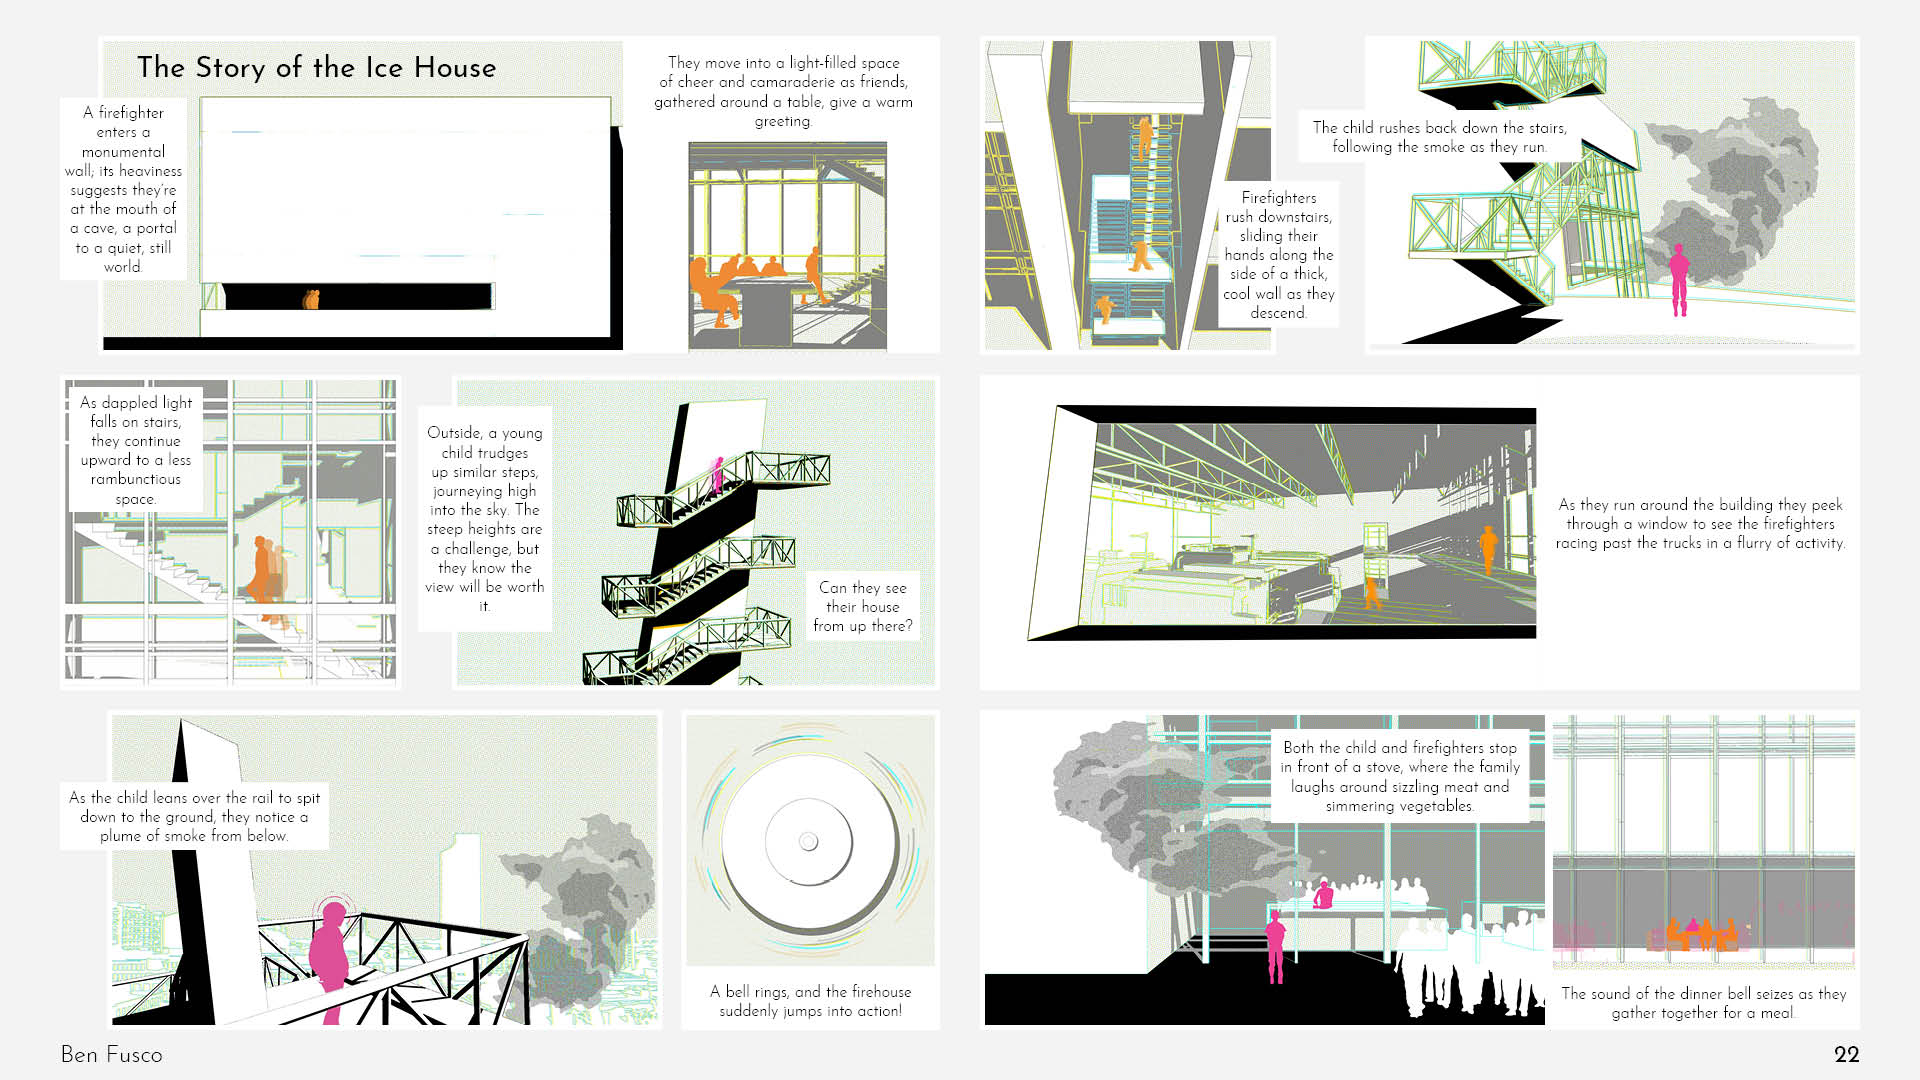 The Story of the Ice House
A firefighter
enters a
monumental
wall; its heaviness
suggests they're
at the mouth of
a cave, a portal
to a quiet, still
world.
They move into a light-filled space
of cheer and camaraderie as friends,
gathered around a table, give a warm
greeting.
As dappled light
falls on stairs,
they continue
upward to a less
rambunctious
space.
Outside, a young
child trudges
up similar steps,
journeying high
into the sky. The
steep heights are
a challenge, but
they know the
view will be worth
it.
Can they see
their house
from up there?
As the child leans over the rail to spit
down to the ground, they notice a
plume of smoke from below.
A bell rings, and the firehouse
suddenly jumps into action!
Firefighters
rush downstairs,
sliding their
hands along the
side of a thick,
cool wall as they
descend.
The child rushes back down the stairs,
following the smoke as they run.
As they run around the building they peek
through a window to see the firefighters
racing past the trucks in a flurry of activity.
Both the child and firefighters stop
in front of a stove, where the family
laughs around sizzling meat and
simmering vegetables.
The sound of the dinner bell seizes as they
gather together for a meal.
Ben Fusco
22